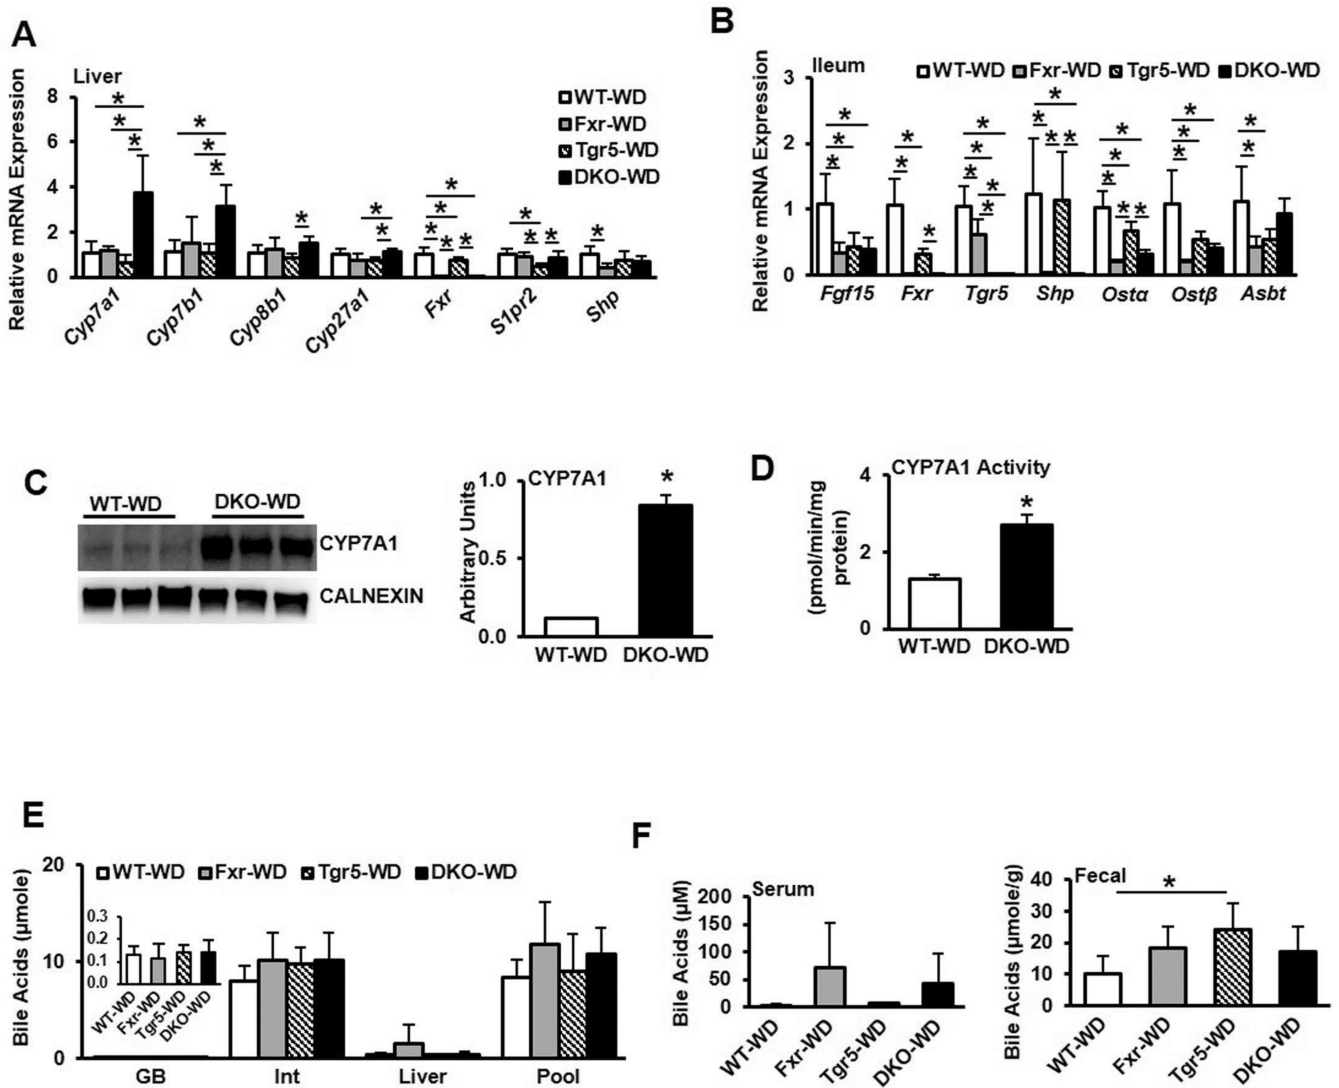 A
Liver
Relative mRNA Expression
8
6
4
2
0
WT-WD
Fxr-WD
Tgr5-WD
DKO-WD
* * * * * * * * * * * * * * * * *
Cyp7a1 Cyp7b1 Cyp8b1 Cyp27a1 Fxr S1pr2 Shp
B
Ileum
WT-WD Fxr-WD Tgr5-WD DKO-WD
Relative mRNA Expression
3
2
1
0
Fgf15 Fxr Tgr5 Shp Ostα Ostβ Asbt
C
WT-WD DKO-WD
CYP7A1
CALNEXIN
CYP7A1
Arbitrary Units
1.0
0.5
0.0
*
WT-WD DKO-WD
D
CYP7A1 Activity
(pmol/min/mg
protein)
4
2
0
*
WT-WD DKO-WD
E
WT-WD Fxr-WD Tgr5-WD DKO-WD
Bile Acids (μmole)
20
10
0
0.3
0.2
0.1
0.0
WT-WD
Fxr-WD
Tgr5-WD
DKO-WD
GB Int Liver Pool
F
Serum
Bile Acids (μM)
200
150
100
50
0
WT-WD Fxr-WD Tgr5-WD DKO-WD
Fecal
Bile Acids (μmole/g)
40
30
20
10
0
*
WT-WD Fxr-WD Tgr5-WD DKO-WD